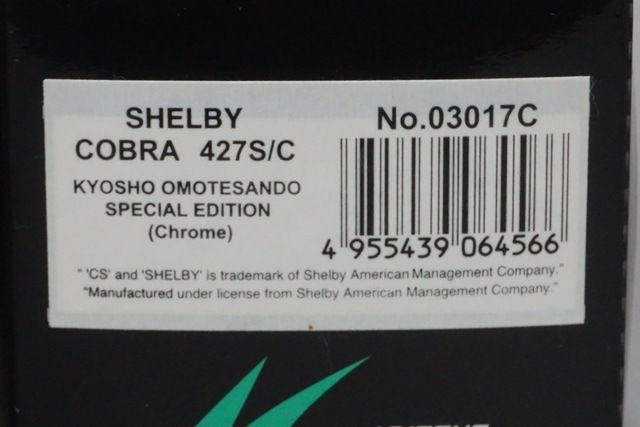 SHELBY
COBRA 427S/C
KYOSHO OMOTESANDO
SPECIAL EDITION
(Chrome)
No.03017C
4 955439 064566
" 'CS' and 'SHELBY' is trademark of Shelby American Management Company."
"Manufactured under license from Shelby American Management Company."